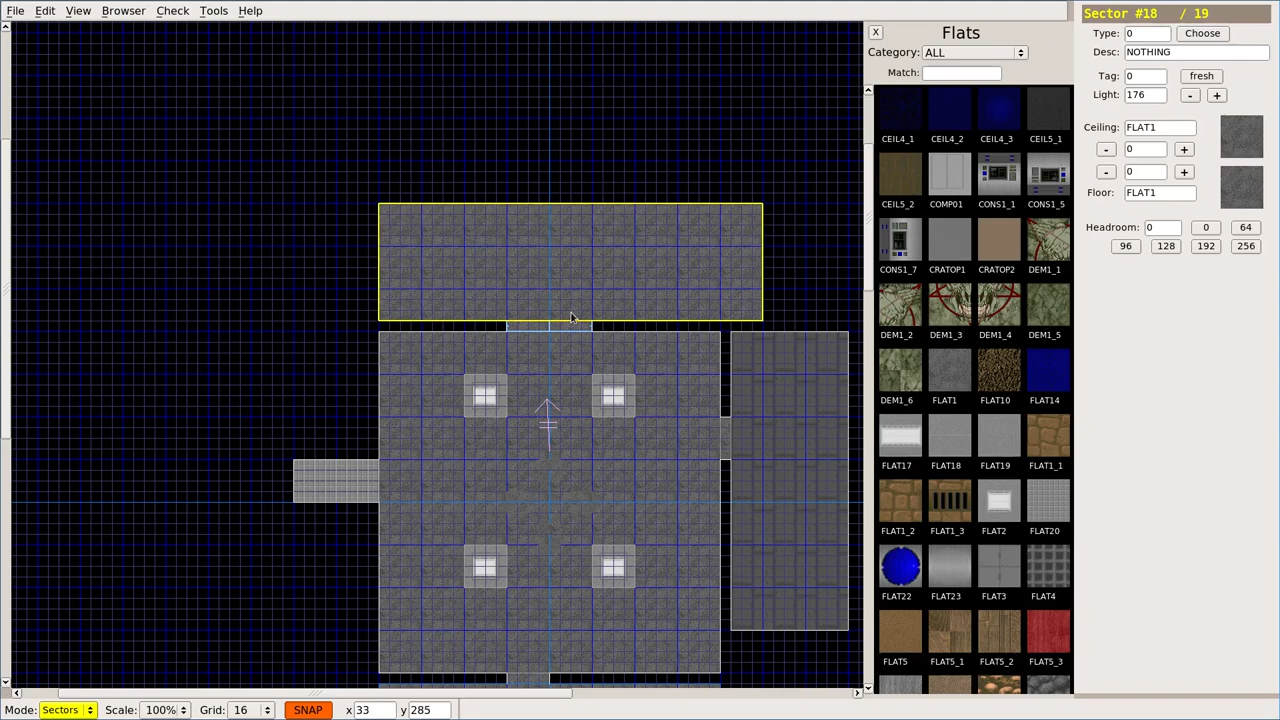 File Edit View Browser Check Tools Help
Sector #18 / 19
Type: 0 Choose
Desc: NOTHING
Tag: 0 fresh
Light: 176 - +
Ceiling: FLAT1
- 0 +
- 0 +
Floor: FLAT1
Headroom: 0 0 64
96 128 192 256
X Flats
Category: ALL
Match:
CEIL4_1 CEIL4_2 CEIL4_3 CEIL5_1
CEIL5_2 COMP01 CONS1_1 CONS1_5
CONS1_7 CRATOP1 CRATOP2 DEM1_1
DEM1_2 DEM1_3 DEM1_4 DEM1_5
DEM1_6 FLAT1 FLAT10 FLAT14
FLAT17 FLAT18 FLAT19 FLAT1_1
FLAT1_2 FLAT1_3 FLAT2 FLAT20
FLAT22 FLAT23 FLAT3 FLAT4
FLAT5 FLAT5_1 FLAT5_2 FLAT5_3
Mode: Sectors Scale: 100% Grid: 16 SNAP x 33 y 285